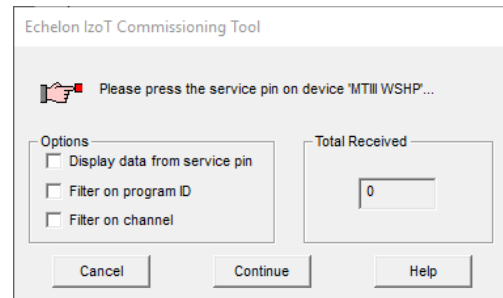 Echelon IzoT Commissioning Tool
Please press the service pin on device 'MTIII WSHP'...
Options
Display data from service pin
Filter on program ID
Filter on channel
Total Received
0
Cancel
Continue
Help